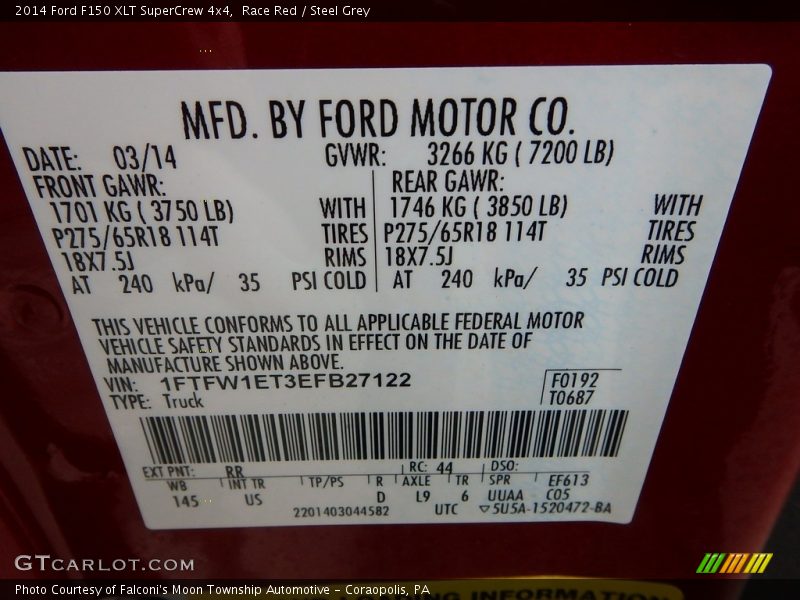 2014 Ford F150 XLT SuperCrew 4x4, Race Red / Steel Grey
MFD. BY FORD MOTOR CO.
DATE: 03/14 GVWR: 3266 KG ( 7200 LB)
FRONT GAWR: REAR GAWR:
1701 KG ( 3750 LB) WITH 1746 KG ( 3850 LB) WITH
P275/65R18 114T TIRES P275/65R18 114T TIRES
18X7.5J RIMS 18X7.5J RIMS
AT 240 kPa/ 35 PSI COLD AT 240 kPa/ 35 PSI COLD
THIS VEHICLE CONFORMS TO ALL APPLICABLE FEDERAL MOTOR
VEHICLE SAFETY STANDARDS IN EFFECT ON THE DATE OF
MANUFACTURE SHOWN ABOVE.
VIN: 1FTFW1ET3EFB27122 F0192
TYPE: Truck T0687
EXT PNT: RR RC: 44 DSO:
WB INT TR TP/PS R AXLE TR SPR EF613
145 US D L9 6 UUAA C05
2201403044582 UTC ▽5U5A-1520472-BA
GTCARLOT.COM
Photo Courtesy of Falconi's Moon Township Automotive – Coraopolis, PA